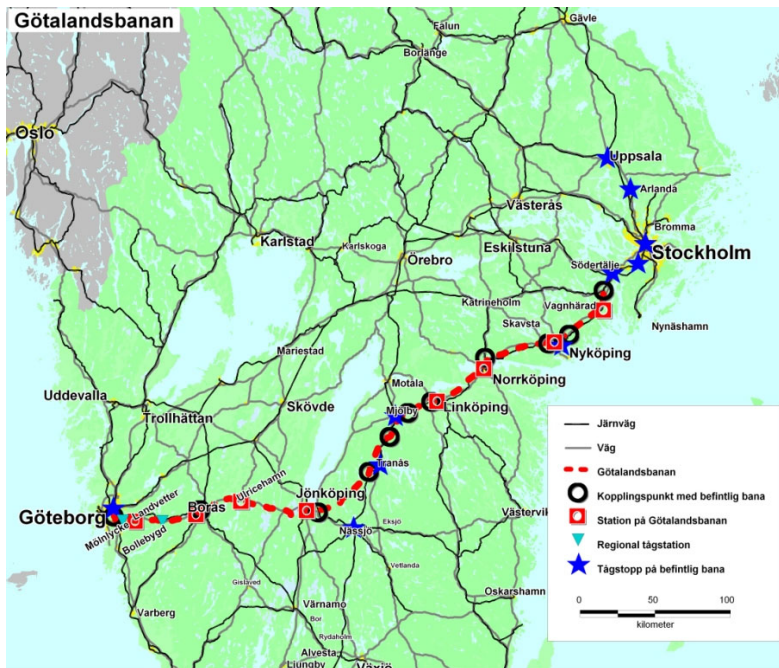 Götalandsbanan
Falun
Gävle
Borlänge
Oslo
Uppsala
Arlanda
Västerås
Bromma
Karlstad
Karlskoga
Eskilstuna
Stockholm
Örebro
Södertälje
Katrineholm
Vagnhärad
Skavsta
Nynäshamn
Mariestad
Nyköping
Norrköping
Motala
Uddevalla
Skövde
Trollhättan
Mjölby
Linköping
Tranås
Ulricehamn
Jönköping
Landvetter
Borås
Göteborg
Mölnlycke
Bollebygd
Nässjö
Eksjö
Västervik
Vetlanda
Gislaved
Oskarshamn
Varberg
Värnamo
Bor
Rydaholm
Alvesta
Ljungby
Växjö
Järnväg
Väg
Götalandsbanan
Kopplingspunkt med befintlig bana
Station på Götalandsbanan
Regional tågstation
Tågstopp på befintlig bana
0 50 100
kilometer